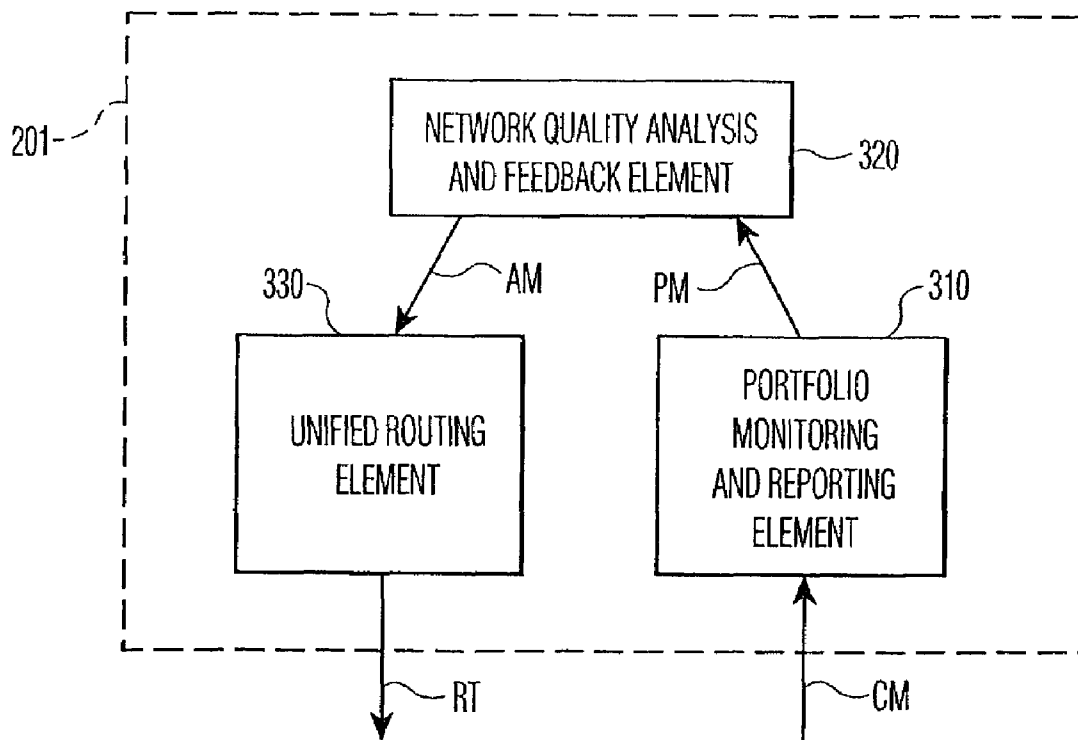 201
NETWORK QUALITY ANALYSIS
AND FEEDBACK ELEMENT
320
AM
PM
330
310
UNIFIED ROUTING
ELEMENT
PORTFOLIO
MONITORING
AND REPORTING
ELEMENT
RT
CM